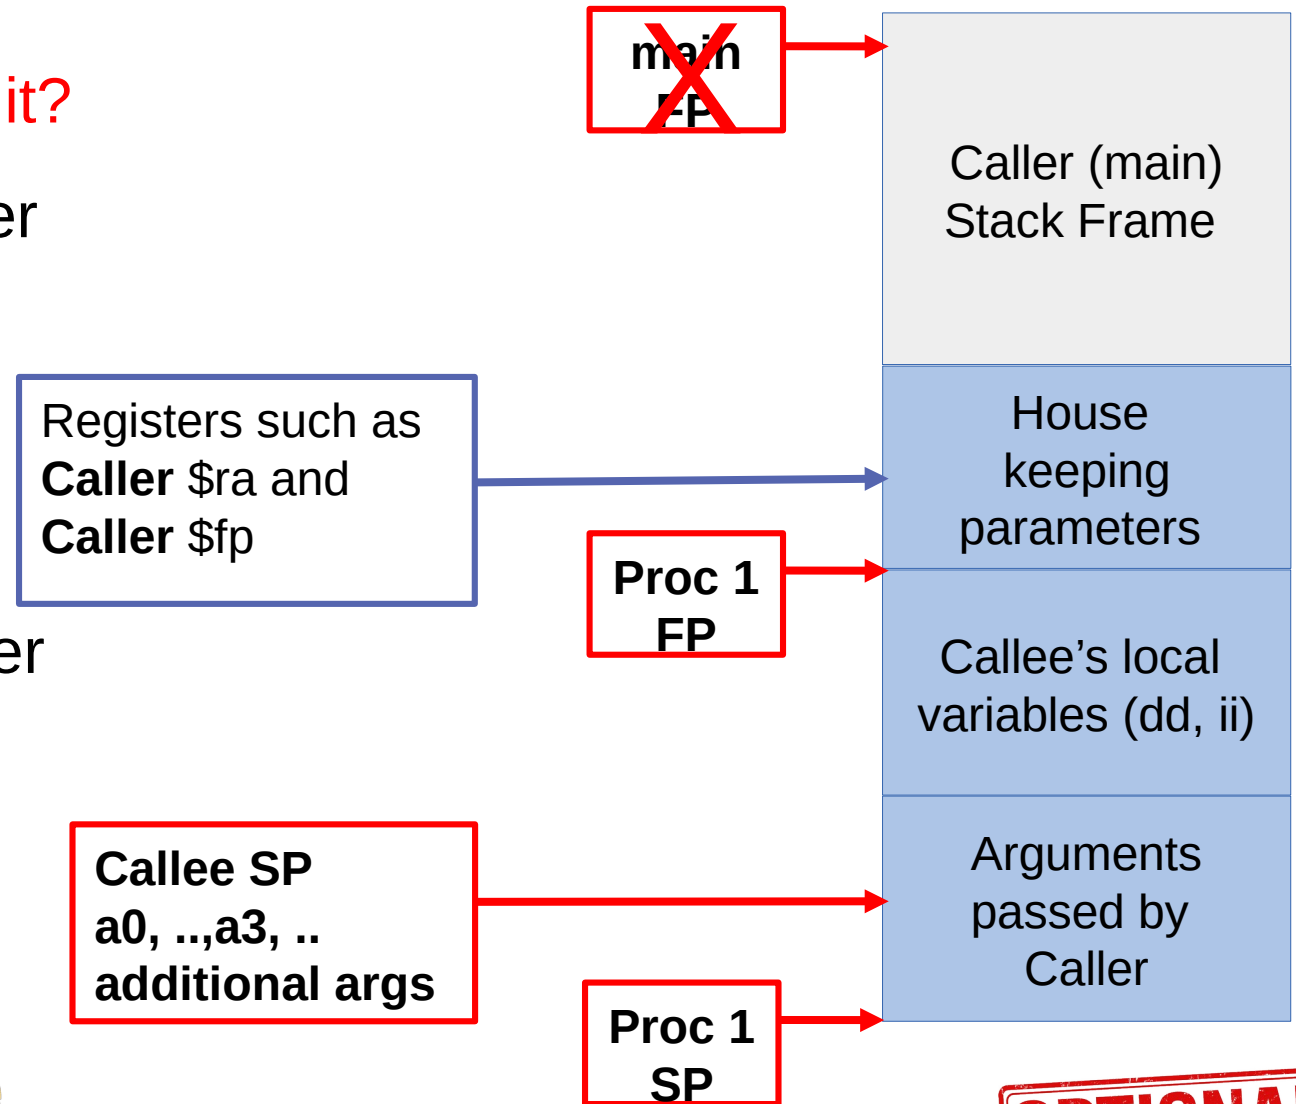 it?
er
er
main
FP
X
Caller (main)
Stack Frame
Registers such as
Caller $ra and
Caller $fp
House
keeping
parameters
Proc 1
FP
Callee’s local
variables (dd, ii)
Callee SP
a0, ..,a3, ..
additional args
Arguments
passed by
Caller
Proc 1
SP